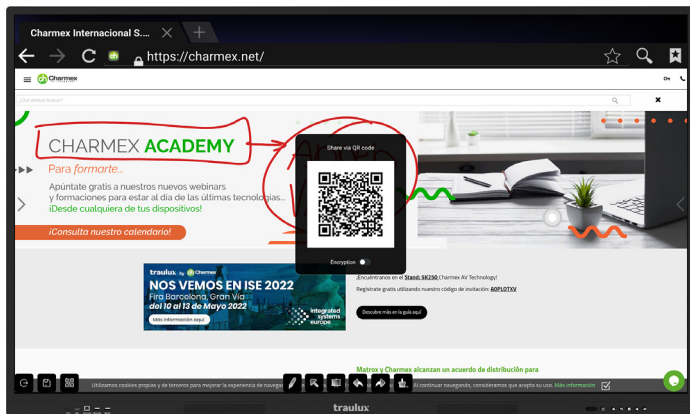 Charmex Internacional S....
https://charmex.net/
ch Charmex
¿Qué deseas buscar?
CHARMEX ACADEMY
Para formarte...
Apúntate gratis a nuestros nuevos webinars
y formaciones para estar al día de las últimas tecnologías...
¡Desde cualquiera de tus dispositivos!
¡Consulta nuestro calendario!
Share via QR code
Encryption
traulux by Charmex
NOS VEMOS EN ISE 2022
Fira Barcelona, Gran Vía
del 10 al 13 de Mayo 2022
Más información aquí
integrated
systems
europe
¡Encuéntranos en el Stand: 5K250 Charmex AV Technology!
Regístrate gratis utilizando nuestro código de invitación: A0PLOTXV
Descubre más en la guía aquí
Matrox y Charmex alcanzan un acuerdo de distribución para
Utilizamos cookies propias y de terceros para mejorar la experiencia de navegac
Al continuar navegando, consideramos que acepta su uso. Más información
traulux